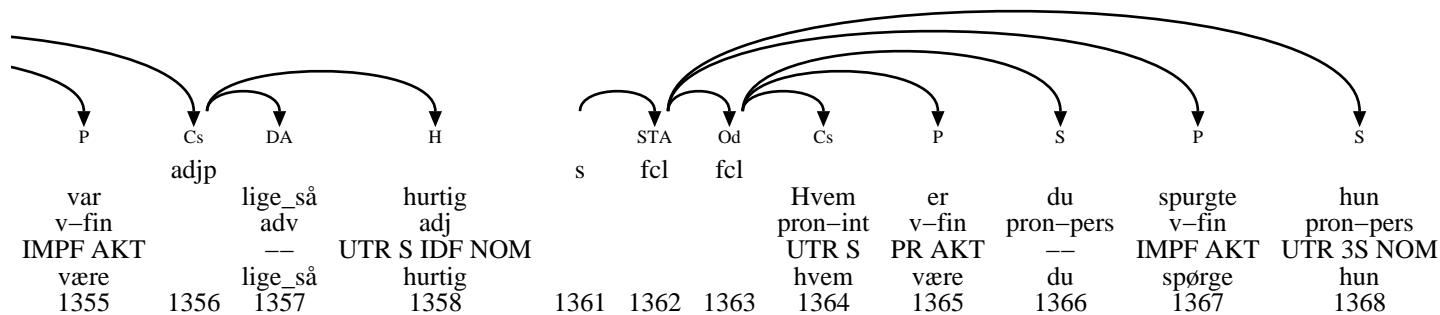 P Cs DA H STA Od Cs P S P S
adjp s fcl fcl
var lige_så hurtig Hvem er du spurgte hun
v−fin adv adj pron−int v−fin pron−pers v−fin pron−pers
IMPF AKT −− UTR S IDF NOM UTR S PR AKT −− IMPF AKT UTR 3S NOM
være lige_så hurtig hvem være du spørge hun
1355 1356 1357 1358 1361 1362 1363 1364 1365 1366 1367 1368